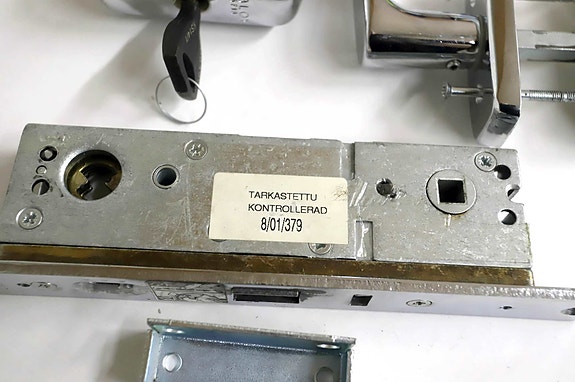 TARKASTETTU
KONTROLLERAD
8/01/379